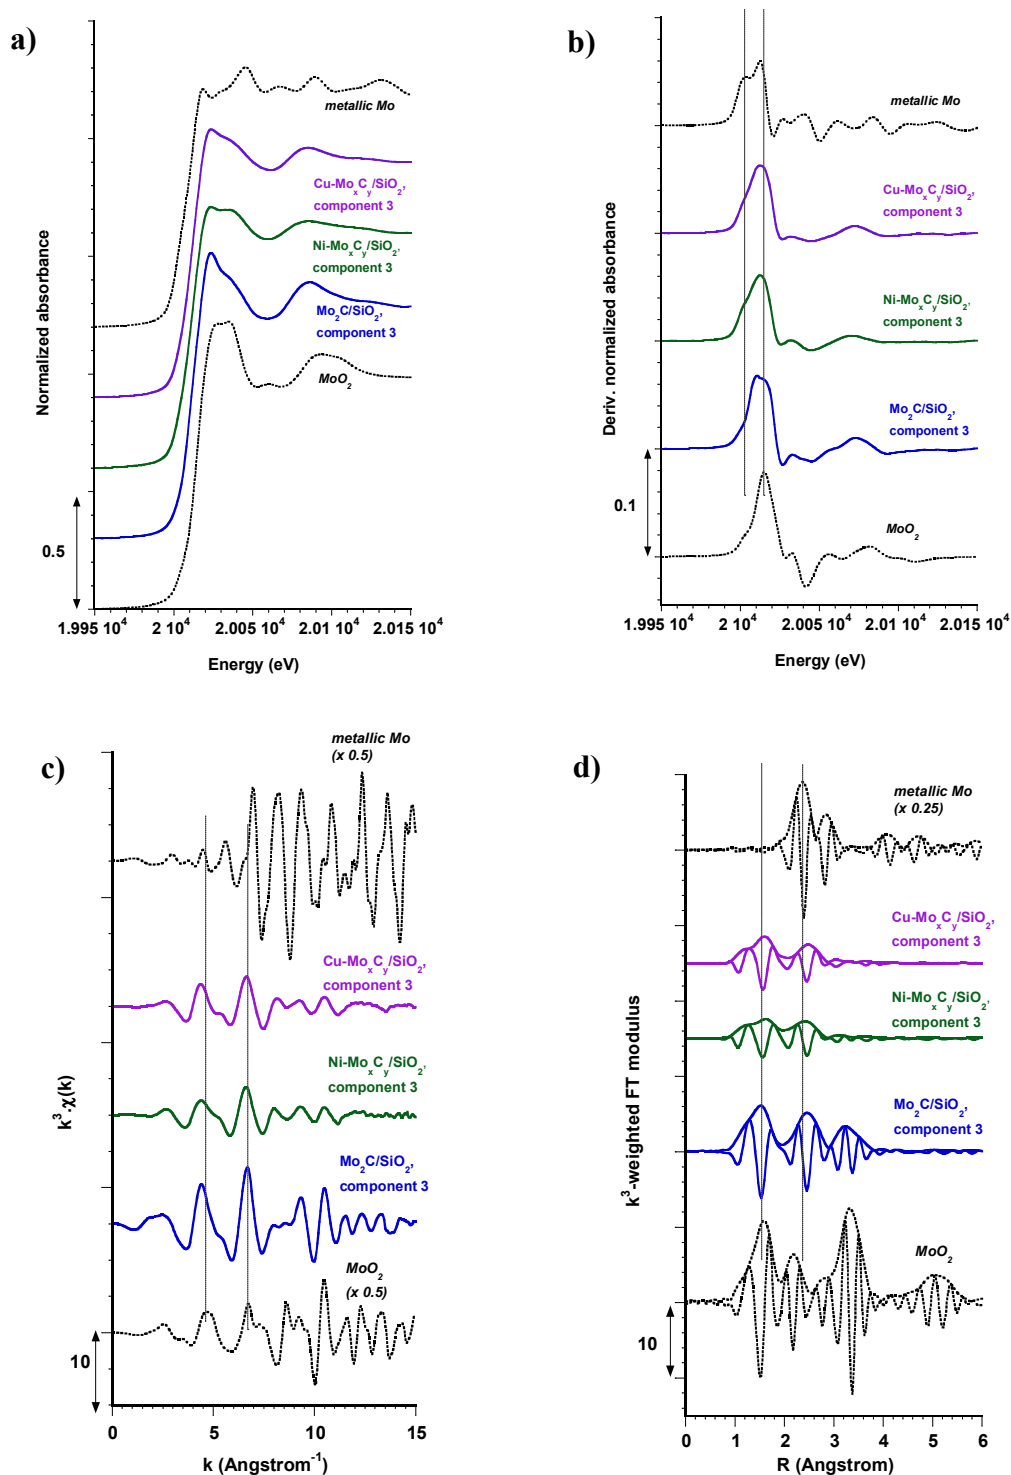 a)
Normalized absorbance
metallic Mo
Cu-MoxCy/SiO2,
component 3
Ni-MoxCy/SiO2,
component 3
Mo2C/SiO2,
component 3
MoO2
0.5
1.995 10^4 2 10^4 2.005 10^4 2.01 10^4 2.015 10^4
Energy (eV)
b)
Deriv. normalized absorbance
metallic Mo
Cu-MoxCy/SiO2,
component 3
Ni-MoxCy/SiO2,
component 3
Mo2C/SiO2,
component 3
0.1
MoO2
1.995 10^4 2 10^4 2.005 10^4 2.01 10^4 2.015 10^4
Energy (eV)
c)
k^3.χ(k)
metallic Mo
(x 0.5)
Cu-MoxCy/SiO2,
component 3
Ni-MoxCy/SiO2,
component 3
Mo2C/SiO2,
component 3
MoO2
(x 0.5)
10
0 5 10 15
k (Angstrom^-1)
d)
k^3-weighted FT modulus
metallic Mo
(x 0.25)
Cu-MoxCy/SiO2,
component 3
Ni-MoxCy/SiO2,
component 3
Mo2C/SiO2,
component 3
MoO2
10
0 1 2 3 4 5 6
R (Angstrom)